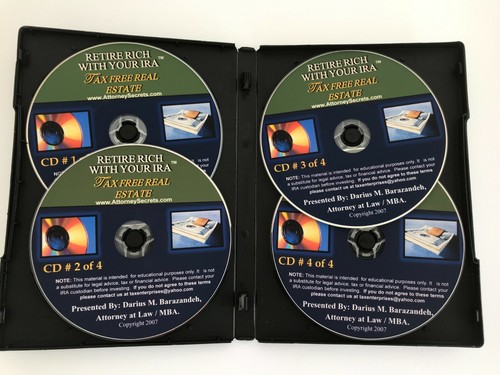 RETIRE RICH
WITH YOUR IRA ™
TAX FREE REAL
ESTATE
www.AttorneySecrets.com
CD # 1
is not
RETIRE RICH
WITH YOUR IRA ™
TAX FREE REAL
ESTATE
www.AttorneySecrets.com
CD # 2 of 4
NOTE: This material is intended for educational purposes only. It is not
a substitute for legal advice, tax or financial advice. Please contact an
IRA custodian before investing. If you do not agree to these terms
please contact us at taxenterprises@yahoo.com
Presented By: Darius M. Barazandeh,
Attorney at Law / MBA.
Copyright 2007
RETIRE RICH
WITH YOUR IRA ™
TAX FREE REAL
ESTATE
www.AttorneySecrets.com
CD # 3 of 4
NOTE: This material is intended for educational purposes only. It is not
a substitute for legal advice, tax or financial advice. Please contact an
IRA custodian before investing. If you do not agree to these terms
please contact us at taxenterprises@yahoo.com
Presented By: Darius M. Barazandeh,
Attorney at Law / MBA.
Copyright 2007
CD # 4 of 4
NOTE: This material is intended for educational purposes only. It is not
a substitute for legal advice, tax or financial advice. Please contact an
IRA custodian before investing. If you do not agree to these terms
please contact us at taxenterprises@yahoo.com
Presented By: Darius M. Barazandeh,
Attorney at Law / MBA.
Copyright 2007